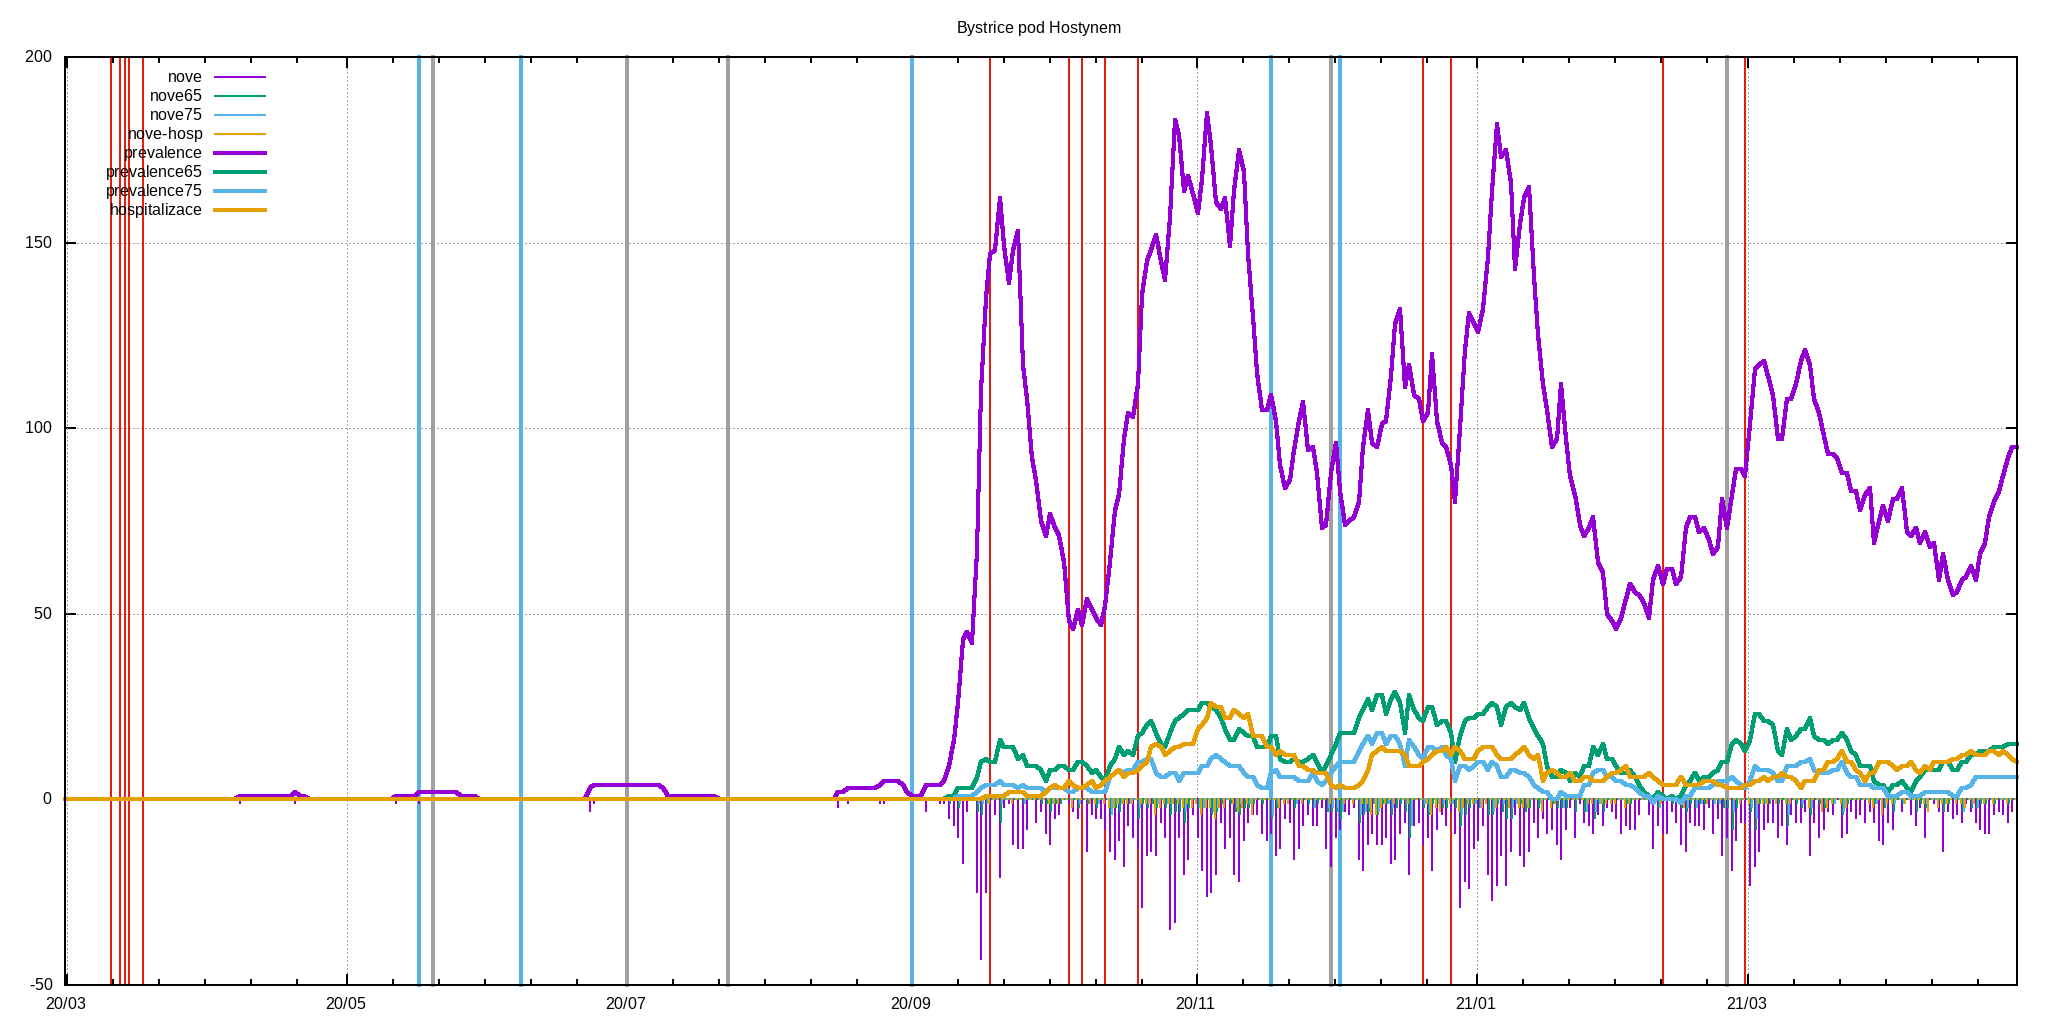 Bystrice pod Hostynem
200
150
100
50
0
-50
nove
nove65
nove75
nove-hosp
prevalence
prevalence65
prevalence75
hospitalizace
20/03 20/05 20/07 20/09 20/11 21/01 21/03